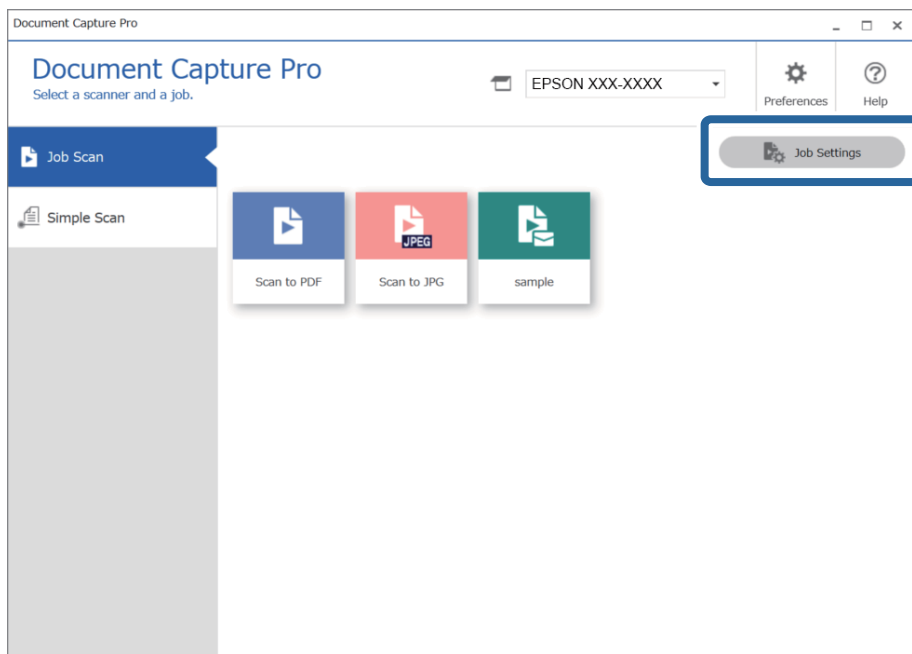 Document Capture Pro
Document Capture Pro
Select a scanner and a job.
EPSON XXX-XXXX
Preferences
Help
Job Scan
Job Settings
Simple Scan
JPEG
Scan to PDF
Scan to JPG
sample